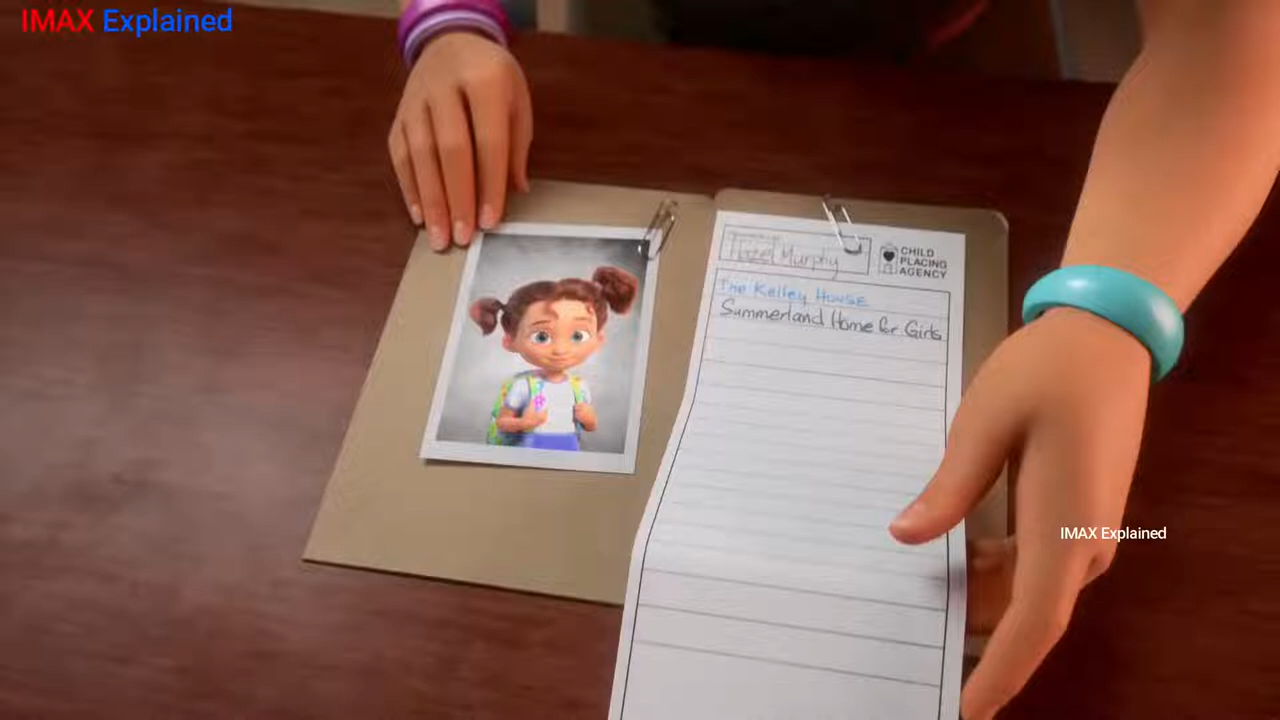 IMAX Explained
Hazel Murphy
CHILD
PLACING
AGENCY
The Kelley House
Summerland Home for Girls
IMAX Explained